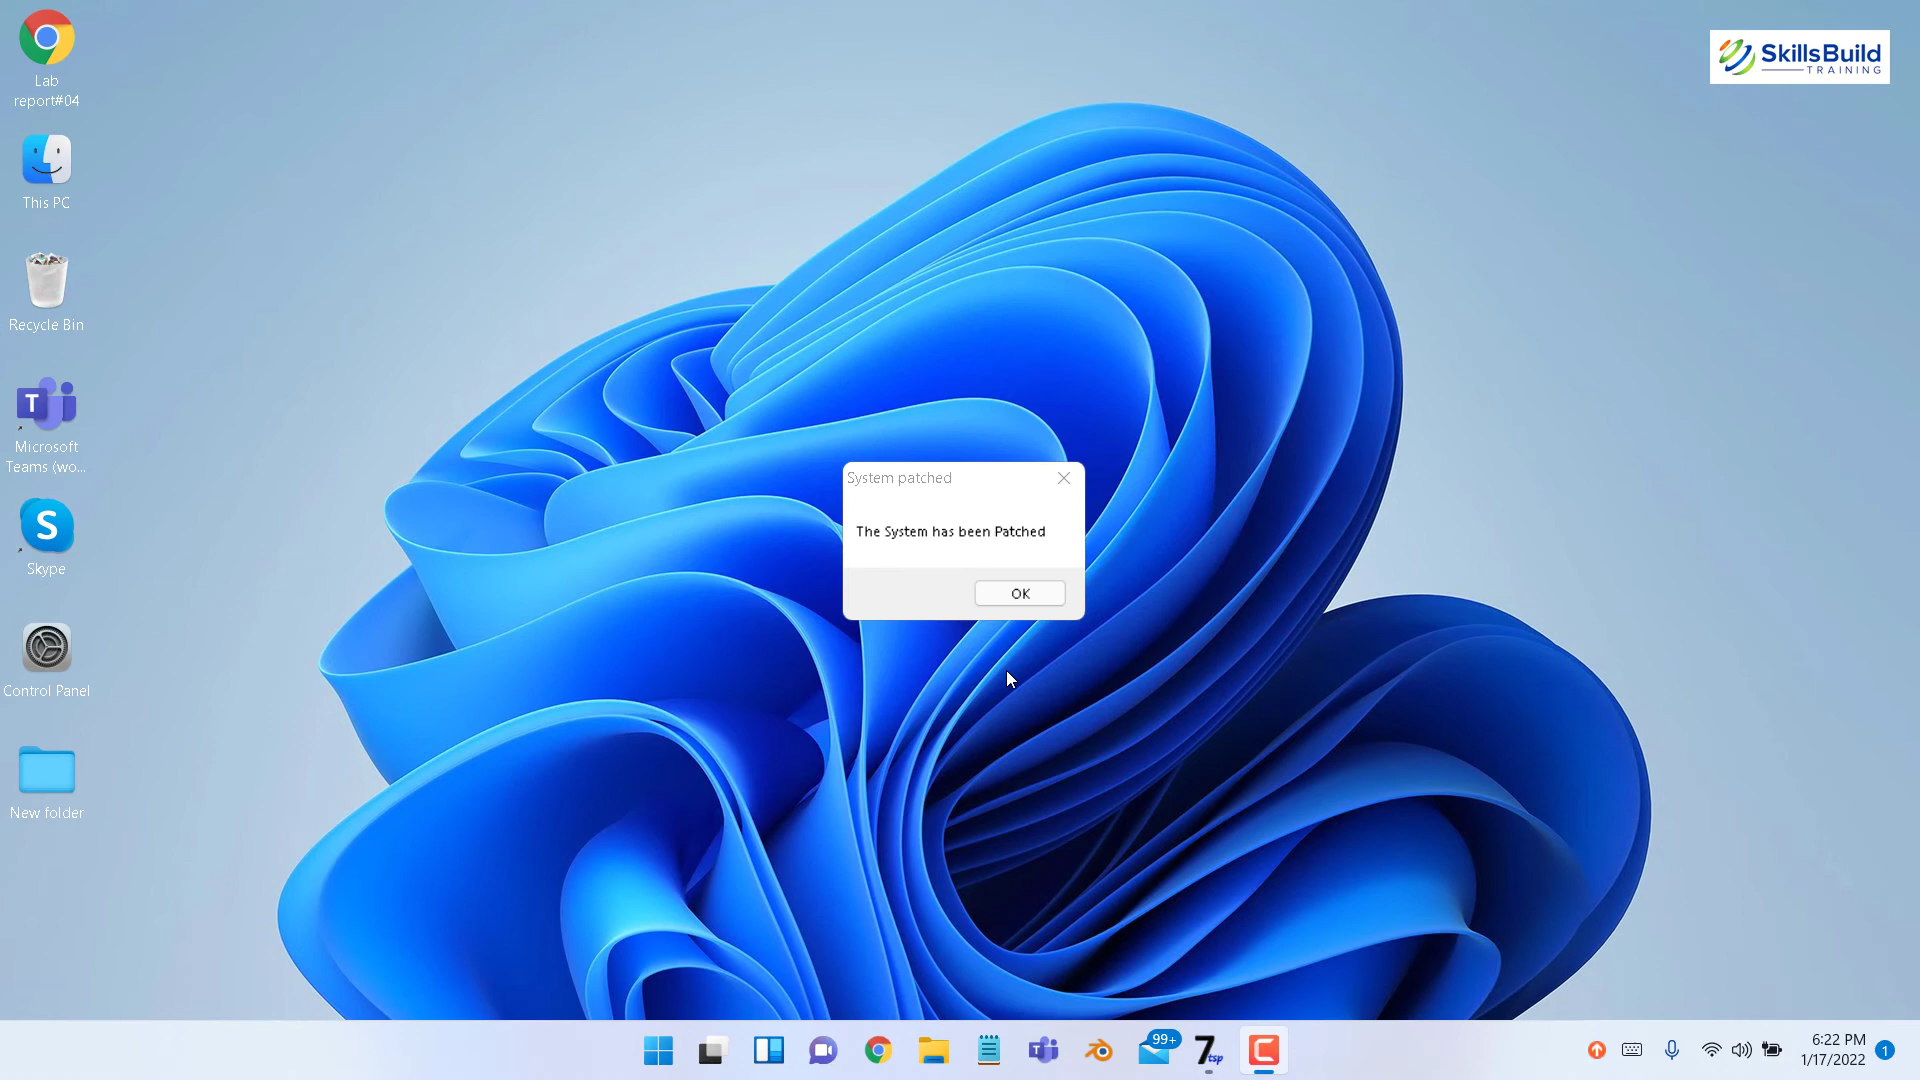 Lab
report#04
This PC
Recycle Bin
T
Microsoft
Teams (wo...
S
Skype
Control Panel
New folder
SkillsBuild
TRAINING
System patched
The System has been Patched
OK
99+
7tsp
6:22 PM
1/17/2022
1